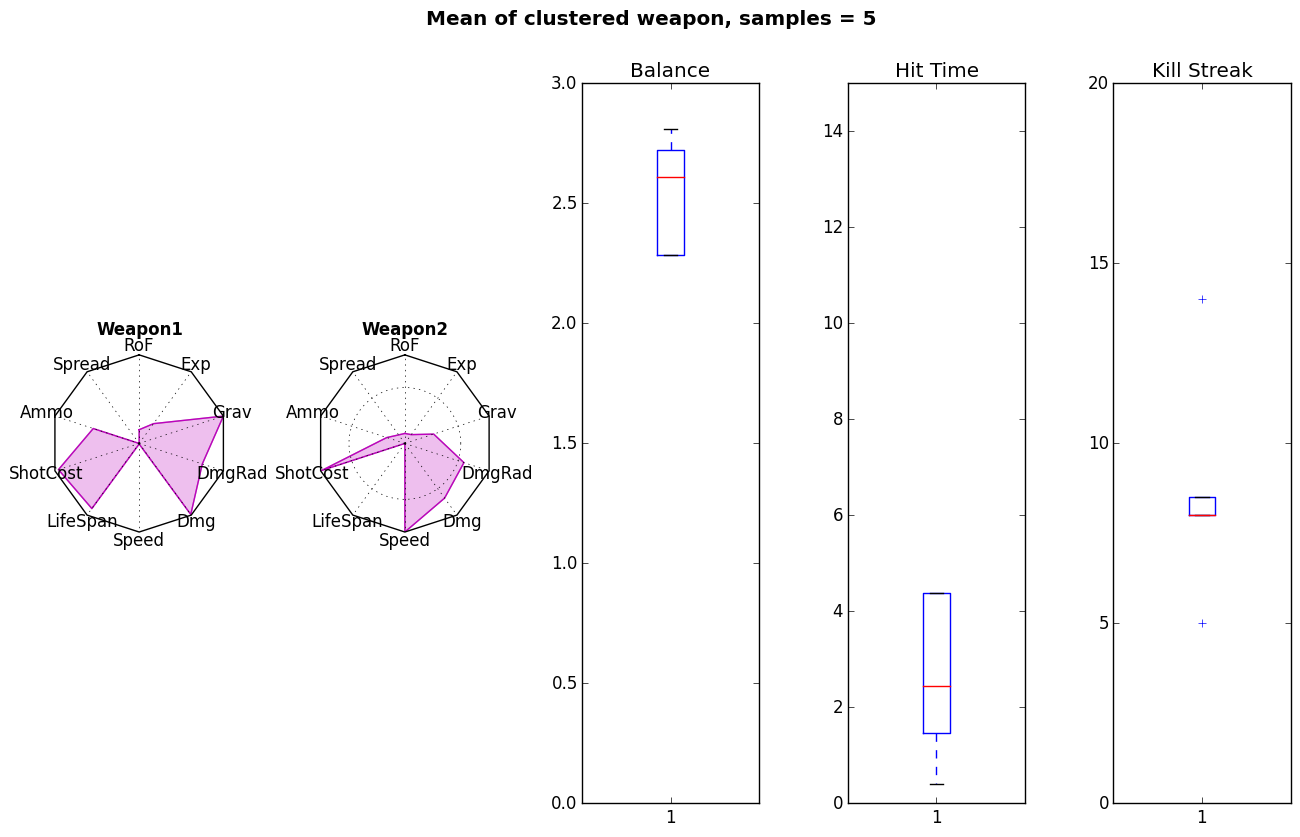 Mean of clustered weapon, samples = 5
Weapon1
RoF
Spread
Exp
Ammo
Grav
ShotCost
DmgRad
LifeSpan
Dmg
Speed
Weapon2
RoF
Spread
Exp
Ammo
Grav
ShotCost
DmgRad
LifeSpan
Dmg
Speed
Balance
3.0
2.5
2.0
1.5
1.0
0.5
0.0
1
Hit Time
14
12
10
8
6
4
2
0
1
Kill Streak
20
15
10
5
0
1